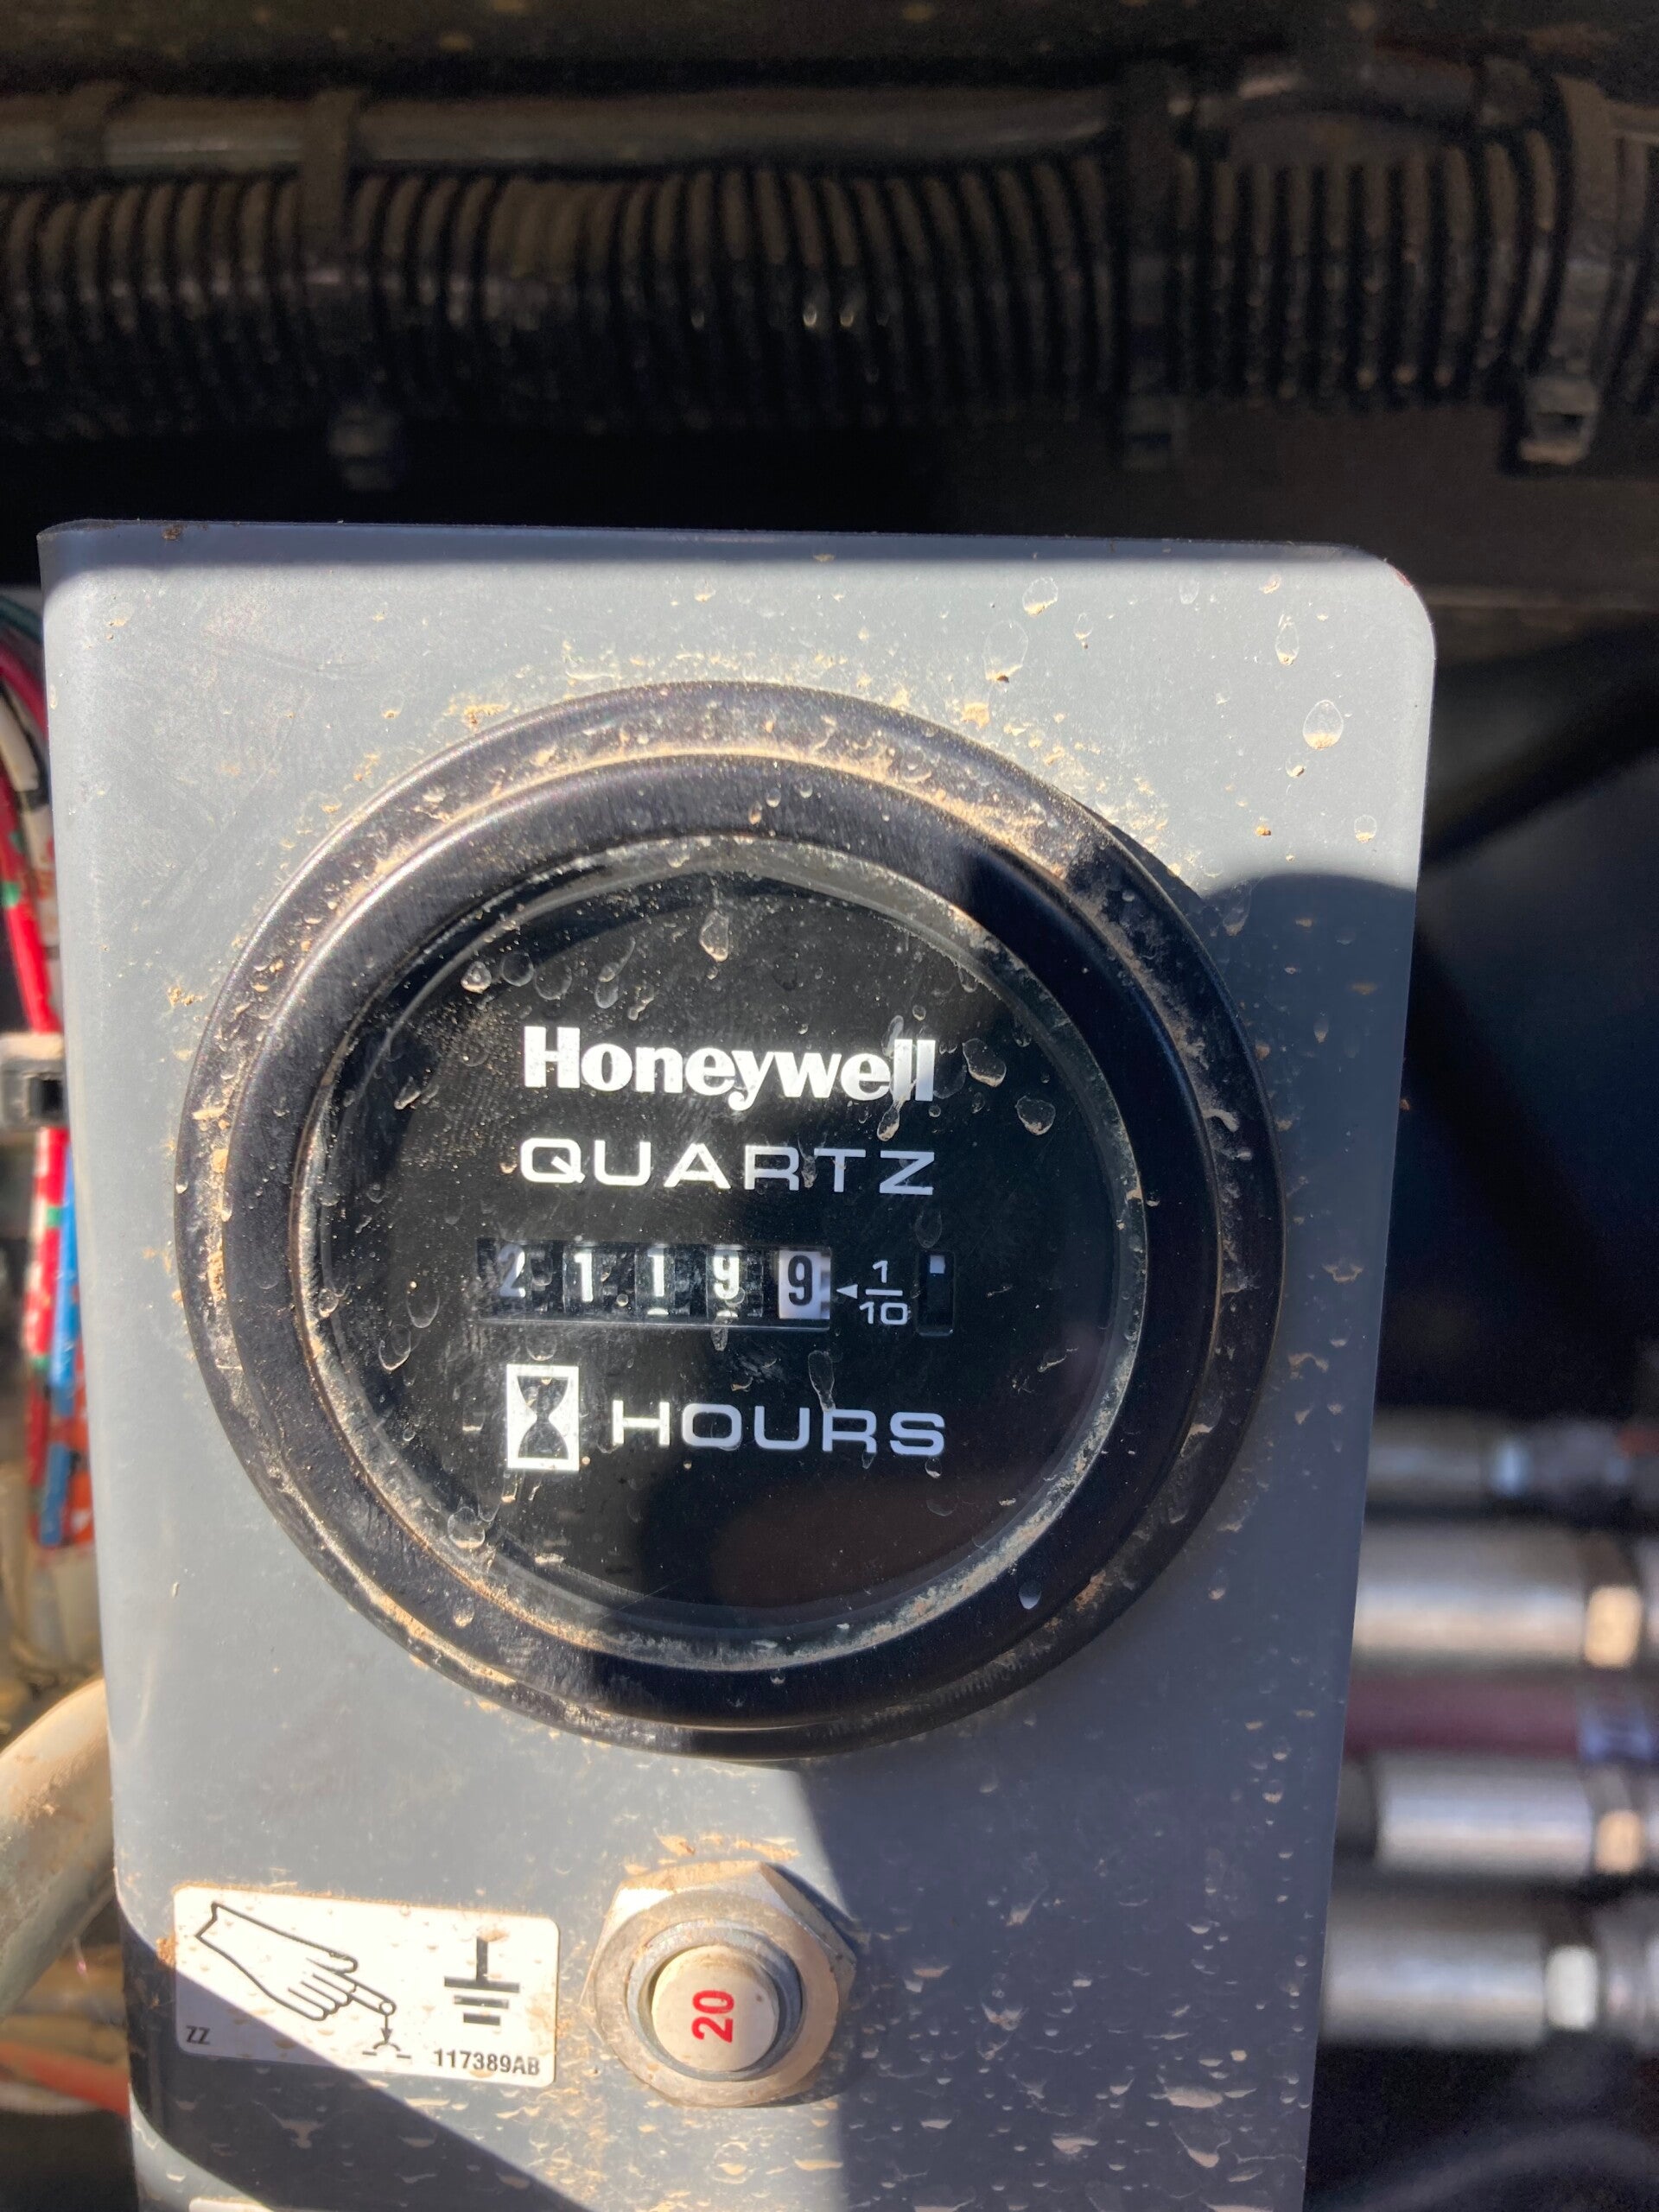 Honeywell
QUARTZ
21199 1/10
HOURS
20
ZZ 117389AB